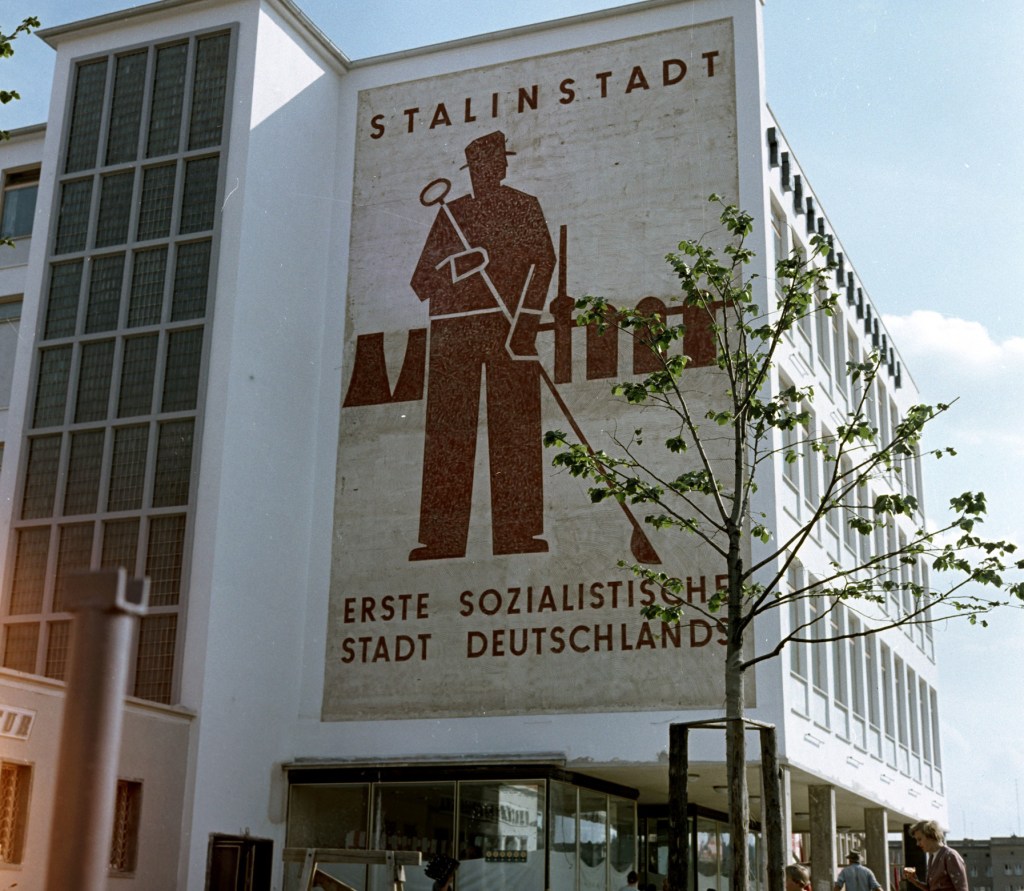 STALINSTADT
ERSTE SOZIALISTISCHE
STADT DEUTSCHLANDS